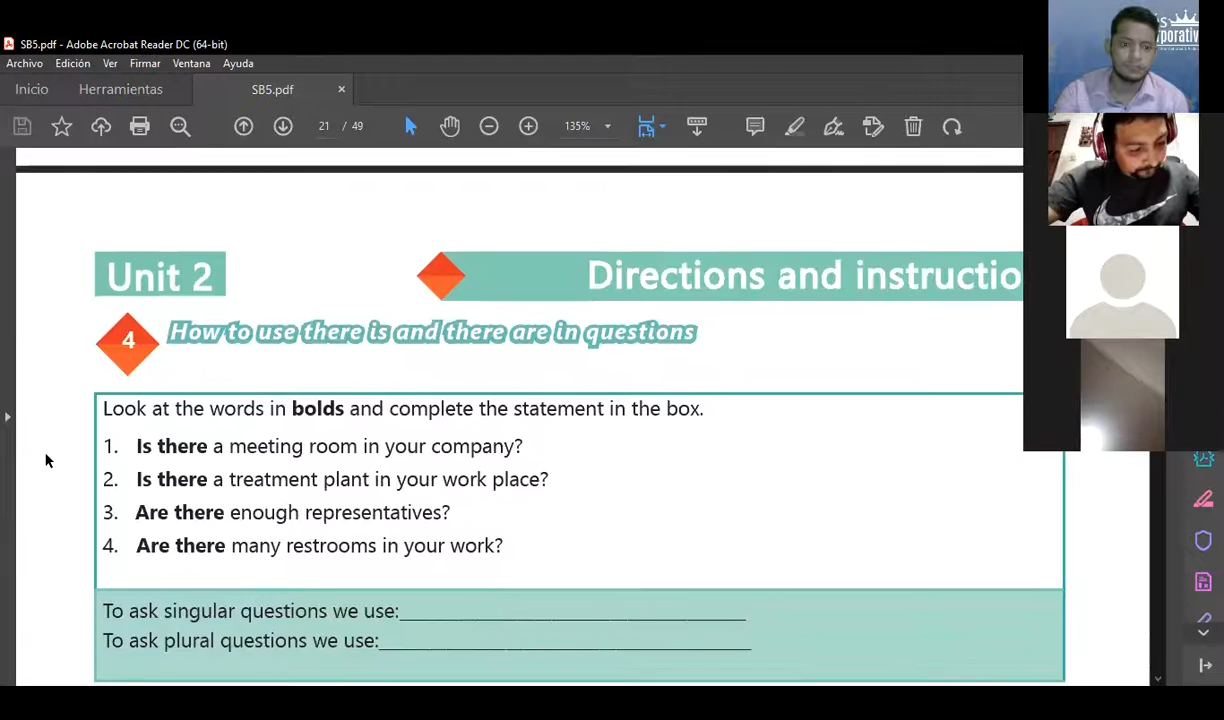 SB5.pdf - Adobe Acrobat Reader DC (64-bit)
Archivo Edición Ver Firmar Ventana Ayuda
Inicio Herramientas SB5.pdf ×
21 / 49 135%
Unit 2
Directions and instructio
4
How to use there is and there are in questions
Look at the words in bolds and complete the statement in the box.
1. Is there a meeting room in your company?
2. Is there a treatment plant in your work place?
3. Are there enough representatives?
4. Are there many restrooms in your work?
To ask singular questions we use:
To ask plural questions we use: